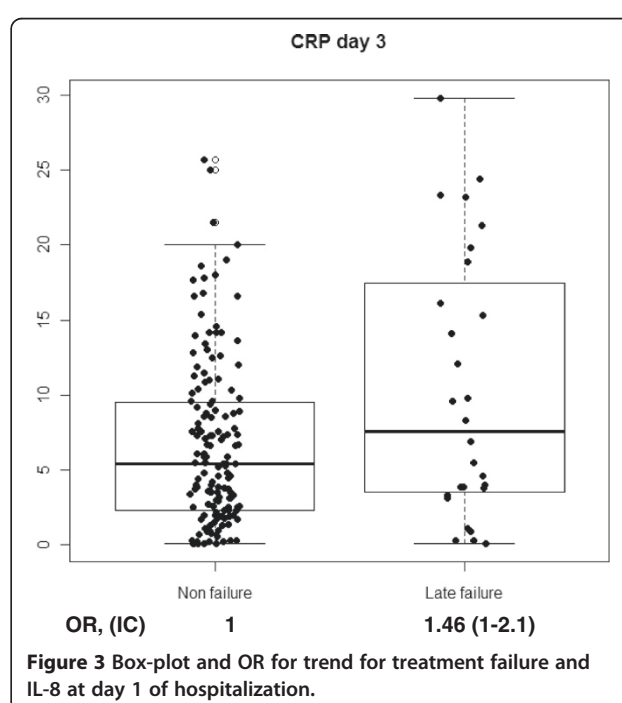 CRP day 3
30
25
20
15
10
5
0
Non failure Late failure
OR, (IC) 1 1.46 (1-2.1)
Figure 3 Box-plot and OR for trend for treatment failure and
IL-8 at day 1 of hospitalization.